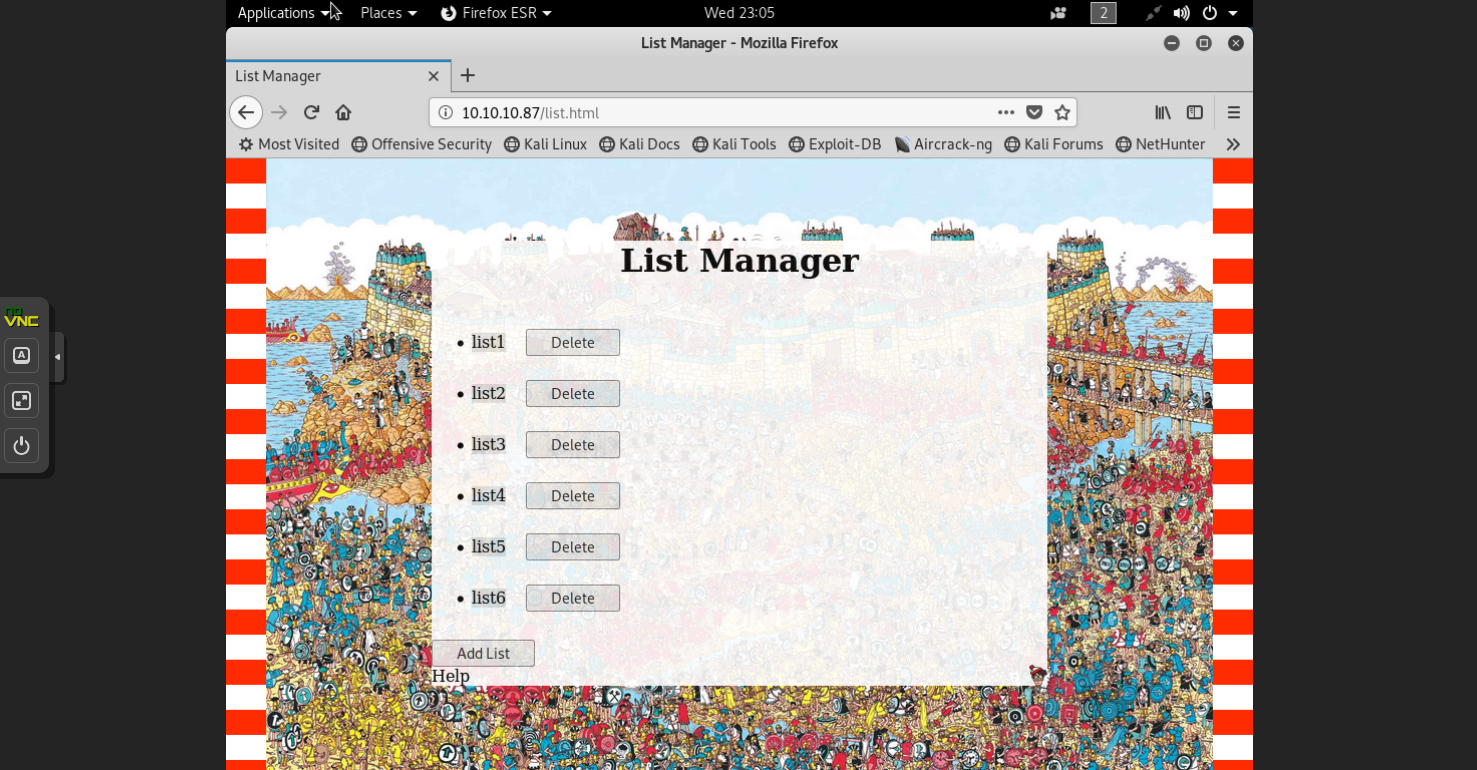 Applications Places Firefox ESR Wed 23:05 2
List Manager - Mozilla Firefox
List Manager
10.10.10.87/list.html
Most Visited Offensive Security Kali Linux Kali Docs Kali Tools Exploit-DB Aircrack-ng Kali Forums NetHunter
List Manager
no
VNC
A
• list1 Delete
• list2 Delete
• list3 Delete
• list4 Delete
• list5 Delete
• list6 Delete
Add List
Help